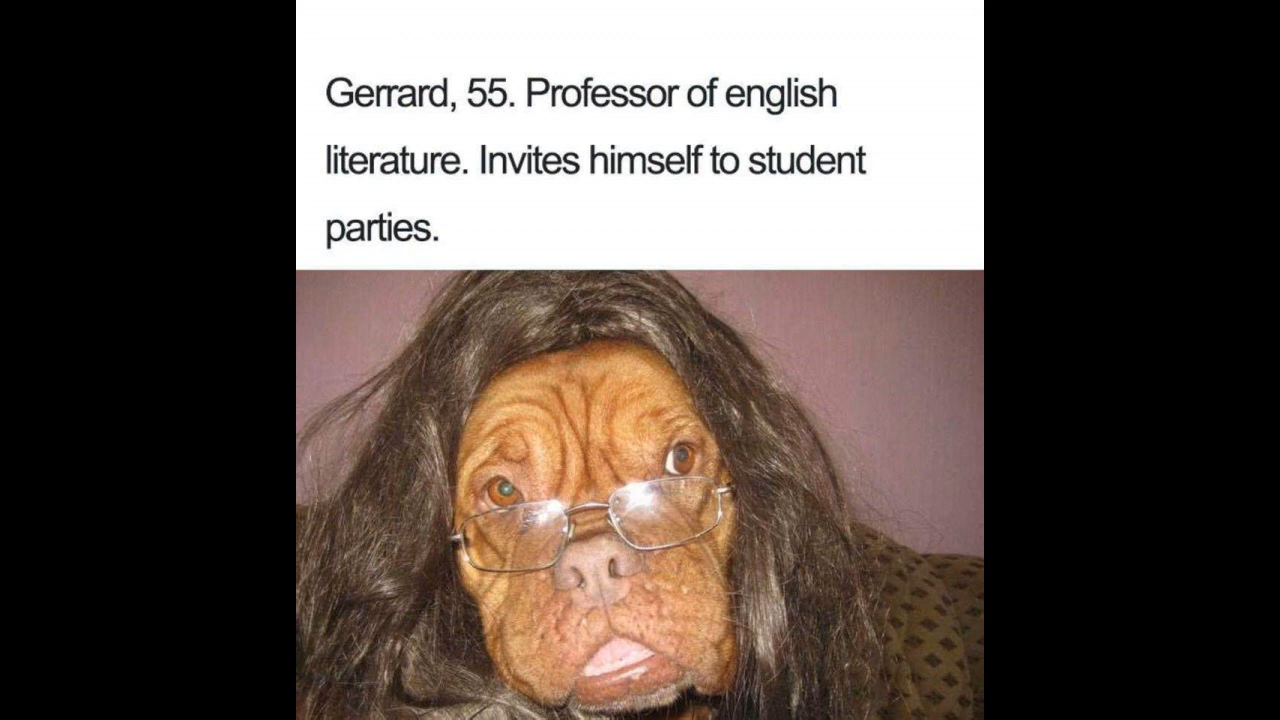 Gerrard, 55. Professor of english
literature. Invites himself to student
parties.